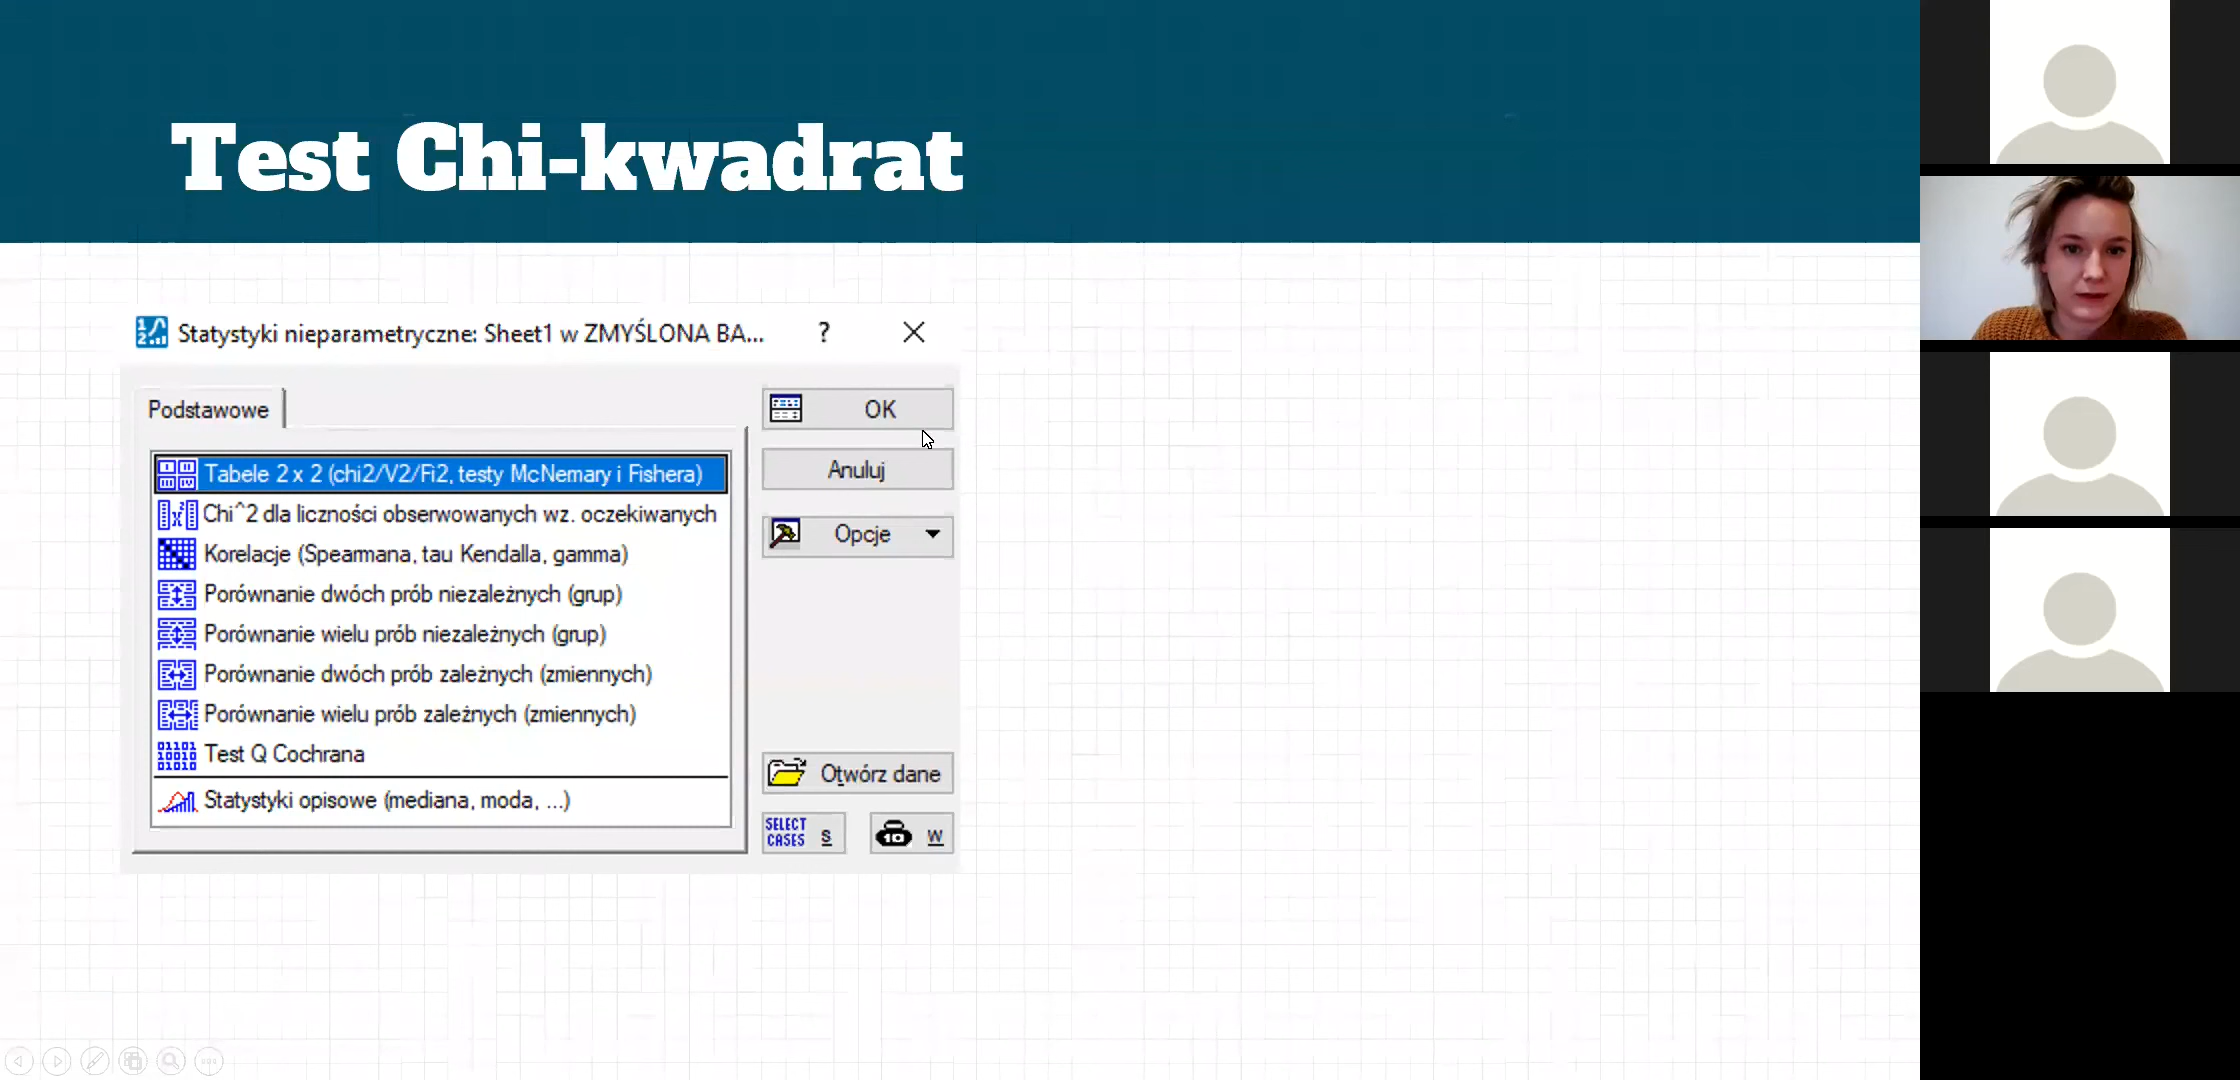 Test Chi-kwadrat
Statystyki nieparametryczne: Sheet1 w ZMYŚLONA BA...
?
Podstawowe
OK
Tabele 2 x 2 (chi2/V2/Fi2, testy McNemary i Fishera)
Anuluj
Chi^2 dla liczności obserwowanych wz. oczekiwanych
Opcje
Korelacje (Spearmana, tau Kendalla, gamma)
Porównanie dwóch prób niezależnych (grup)
Porównanie wielu prób niezależnych (grup)
Porównanie dwóch prób zależnych (zmiennych)
Porównanie wielu prób zależnych (zmiennych)
Test Q Cochrana
Otwórz dane
Statystyki opisowe (mediana, moda, ...)
SELECT
CASES s
10 w